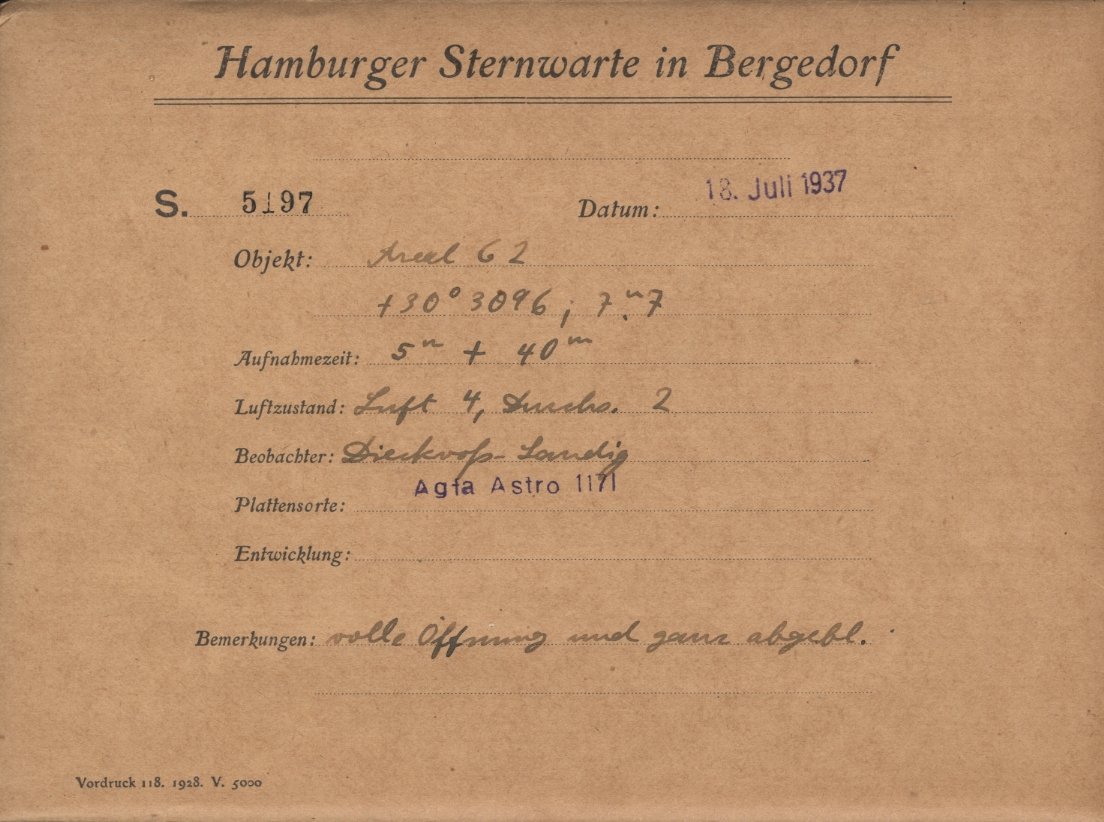 Hamburger Sternwarte in Bergedorf
S. 5197 Datum: 18. Juli 1937
Objekt: Areal 62
+30° 3096 ; 7.ᵐ7
Aufnahmezeit: 5ᵐ + 40ᵐ
Luftzustand: Luft 4, Durchs. 2
Beobachter: Dieckvoß - Sandig
Plattensorte: Agfa Astro 1171
Entwicklung:
Bemerkungen: volle Öffnung und ganz abgebl.
Vordruck 118. 1928. V. 5000